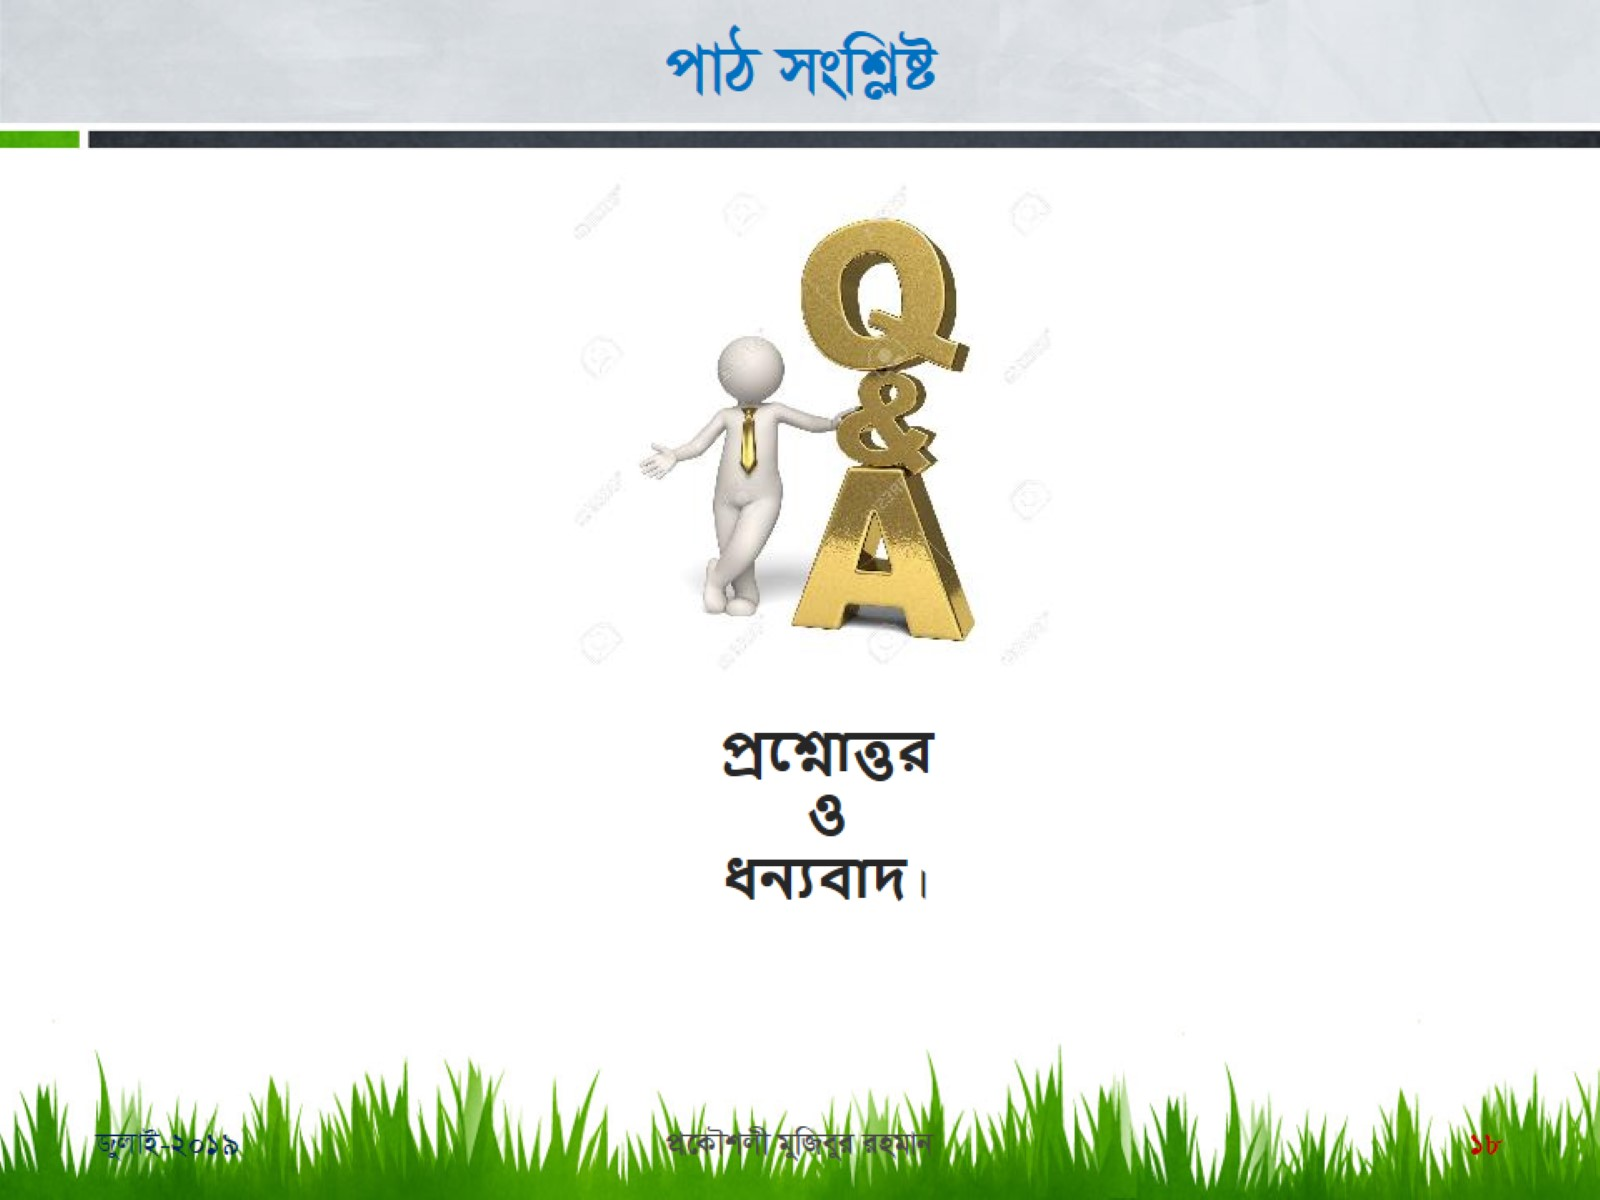 পাঠ সংশ্লিষ্ট
Q
&
A
প্রশ্নোত্তর
ও
ধন্যবাদ।
জুলাই-২০১৯
প্রকৌশলী মুজিবুর রহমান
১৮